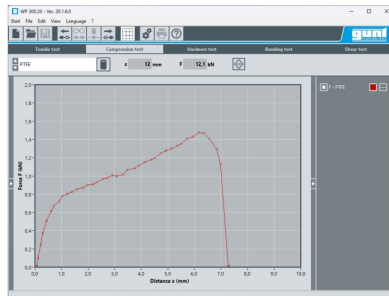 WP 300.20 - Ver. 20.1.6.0
Start File Edit View Language ?
gunt
Tensile test Compression test Hardness test Bending test Shear test
PTFE s 12 mm F 12,1 kN
F - PTFE
2,0
1,8
1,6
1,4
1,2
1,0
0,8
0,6
0,4
0,2
0,0
Force F (kN)
0,0 1,0 2,0 3,0 4,0 5,0 6,0 7,0 8,0 9,0 10,0
Distance s (mm)